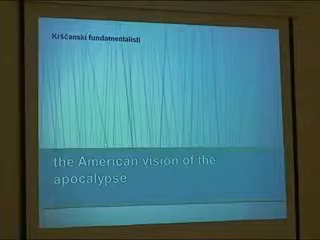 Kršćanski fundamentalisti
the American vision of the
apocalypse